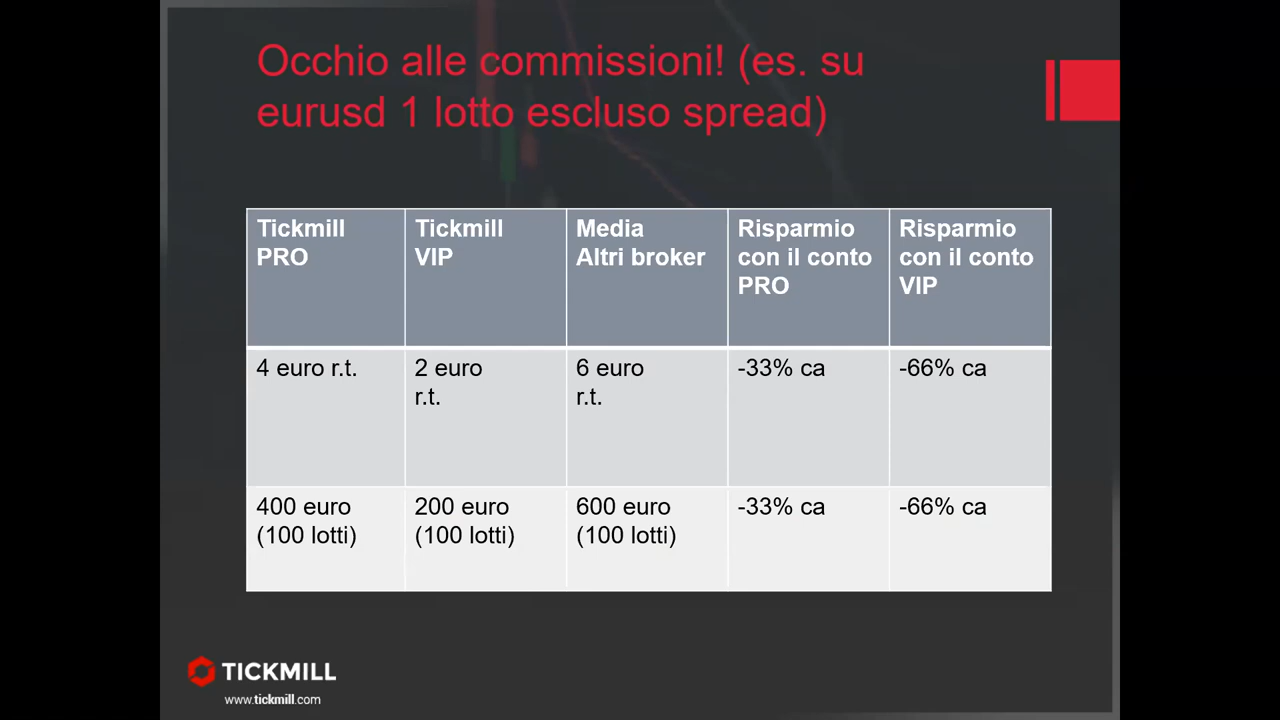 Occhio alle commissioni! (es. su
eurusd 1 lotto escluso spread)
Tickmill
PRO
Tickmill
VIP
Media
Altri broker
Risparmio
con il conto
PRO
Risparmio
con il conto
VIP
4 euro r.t.
2 euro
r.t.
6 euro
r.t.
-33% ca
-66% ca
400 euro
(100 lotti)
200 euro
(100 lotti)
600 euro
(100 lotti)
-33% ca
-66% ca
TICKMILL
www.tickmill.com